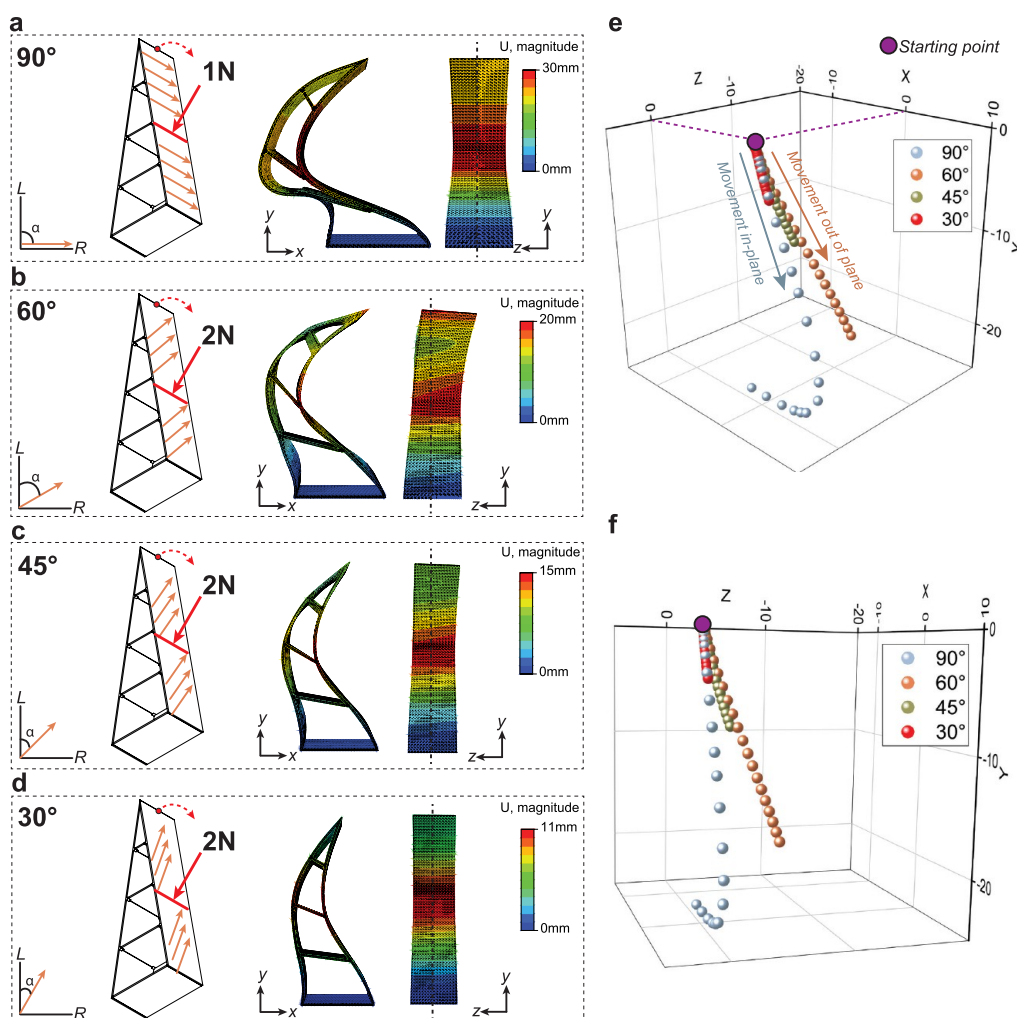 a
90°
1N
L
α
R
y
x
U, magnitude
30mm
0mm
y
z
b
60°
2N
L
α
R
y
x
U, magnitude
20mm
0mm
y
z
c
45°
2N
L
α
R
y
x
U, magnitude
15mm
0mm
y
z
d
30°
2N
L
α
R
y
x
U, magnitude
11mm
0mm
y
z
e
Starting point
Z
X
0
-10
-20
-10
0
10
0
-10
-20
Y
90°
60°
45°
30°
Movement in-plane
Movement out of plane
f
Z
X
0
-10
-20
-10
0
10
0
-10
-20
Y
90°
60°
45°
30°